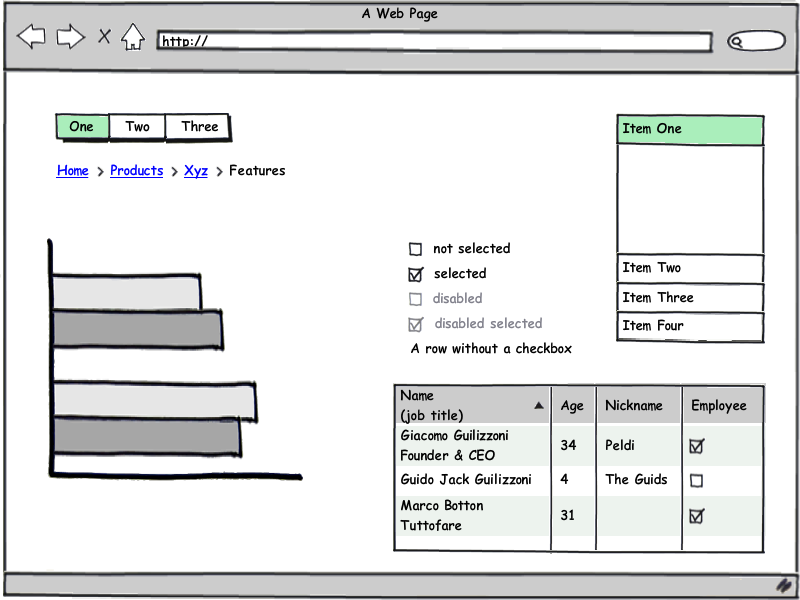 A Web Page
http://
One Two Three
Home > Products > Xyz > Features
Item One
Item Two
Item Three
Item Four
not selected
selected
disabled
disabled selected
A row without a checkbox
Name
(job title) Age Nickname Employee
Giacomo Guilizzoni
Founder & CEO 34 Peldi
Guido Jack Guilizzoni 4 The Guids
Marco Botton
Tuttofare 31